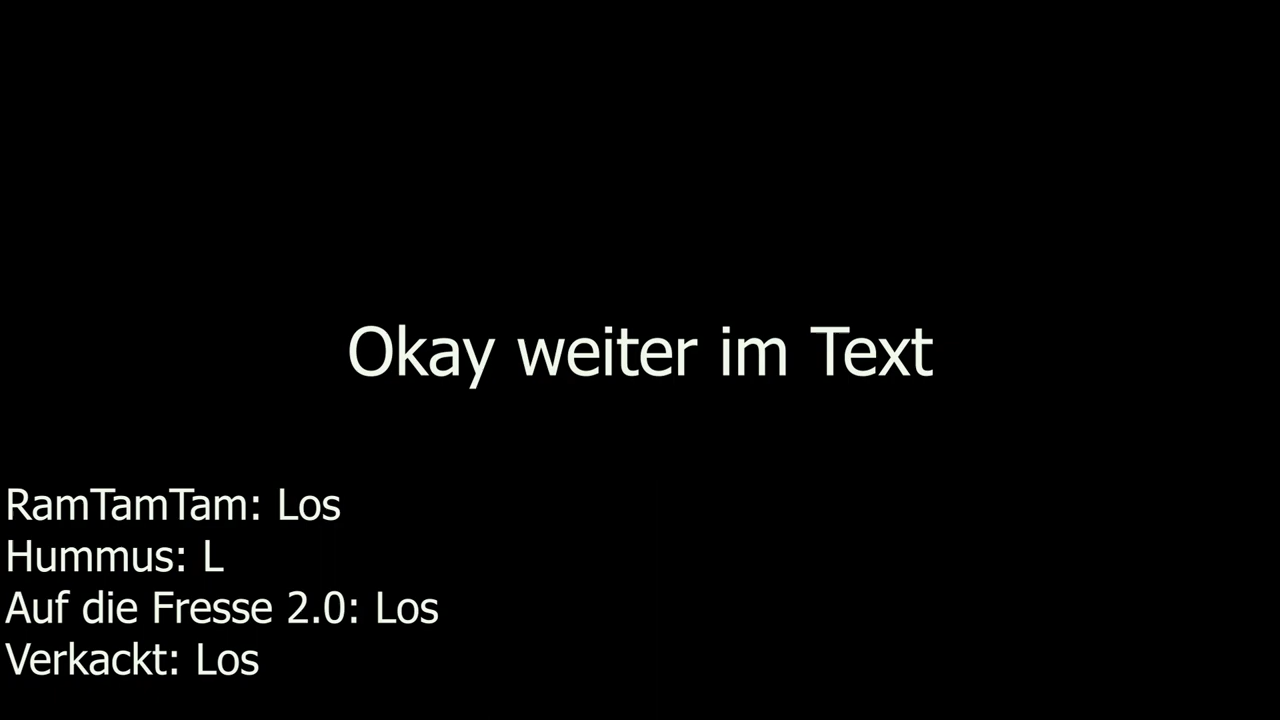 Okay weiter im Text
RamTamTam: Los
Hummus: L
Auf die Fresse 2.0: Los
Verkackt: Los